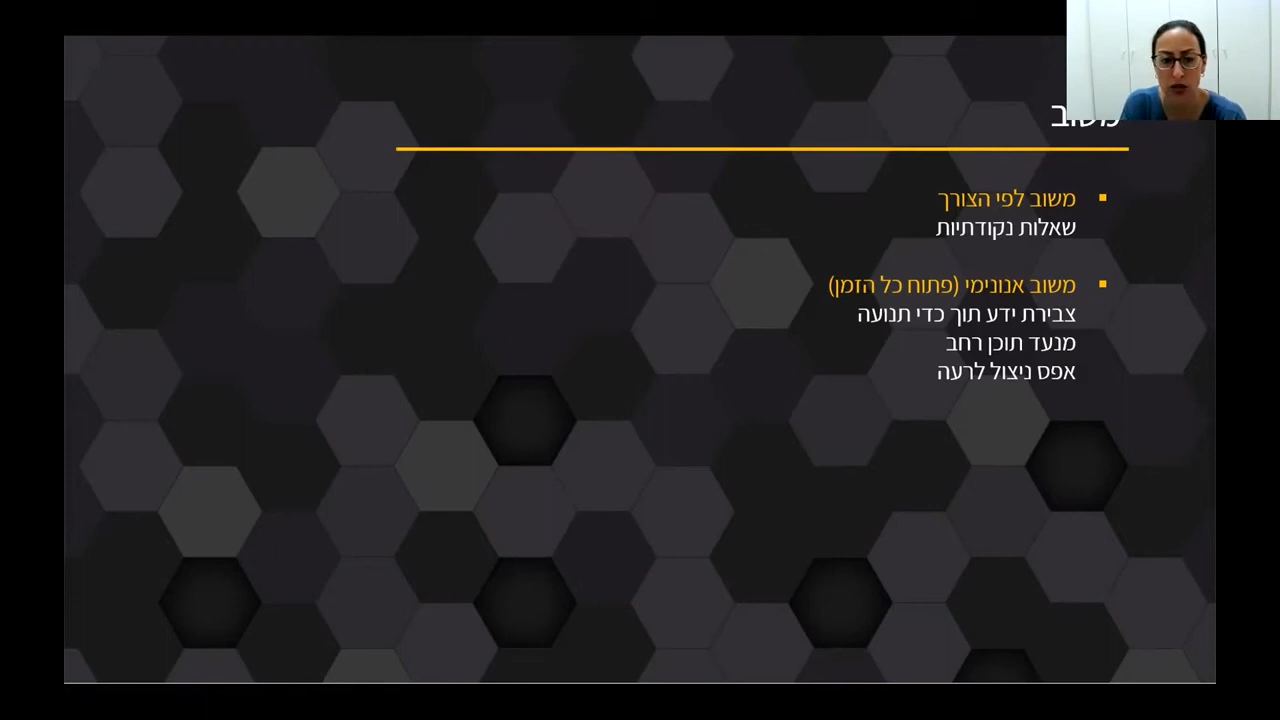 משוב
משוב לפי הצורך
שאלות נקודתיות
משוב אנונימי (פתוח כל הזמן)
צבירת ידע תוך כדי תנועה
מנעד תוכן רחב
אפס ניצול לרעה